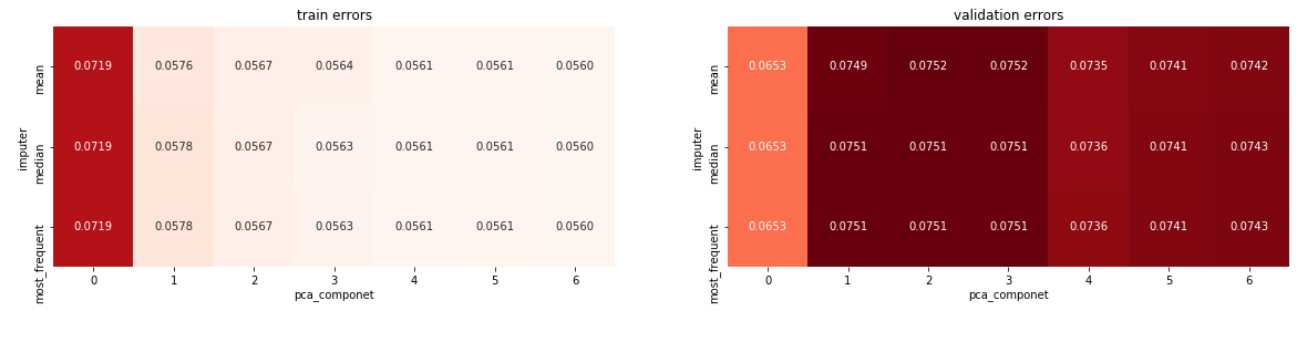 train errors
imputer
mean
0.0719 0.0576 0.0567 0.0564 0.0561 0.0561 0.0560
median
0.0719 0.0578 0.0567 0.0563 0.0561 0.0561 0.0560
most_frequent
0.0719 0.0578 0.0567 0.0563 0.0561 0.0561 0.0560
0 1 2 3 4 5 6
pca_componet
validation errors
imputer
mean
0.0653 0.0749 0.0752 0.0752 0.0735 0.0741 0.0742
median
0.0653 0.0751 0.0751 0.0751 0.0736 0.0741 0.0743
most_frequent
0.0653 0.0751 0.0751 0.0751 0.0736 0.0741 0.0743
0 1 2 3 4 5 6
pca_componet